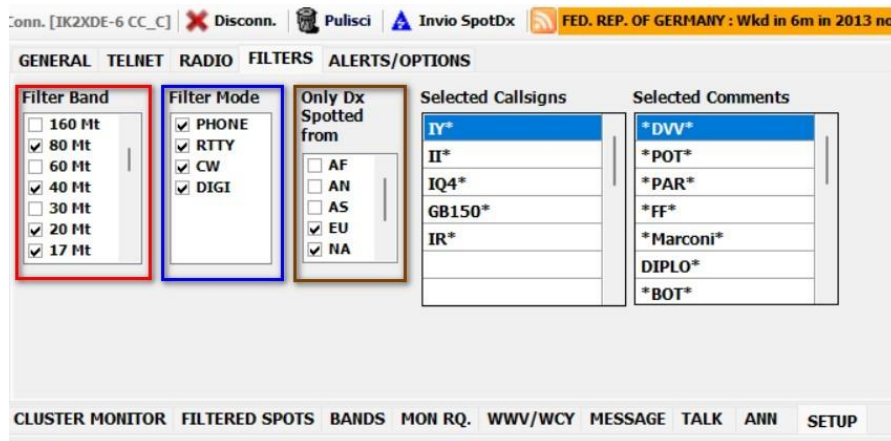 Conn. [IK2XDE-6 CC_C] Disconn. Pulisci Invio SpotDx FED. REP. OF GERMANY : Wkd in 6m in 2013 no
GENERAL TELNET RADIO FILTERS ALERTS/OPTIONS
Filter Band
160 Mt
80 Mt
60 Mt
40 Mt
30 Mt
20 Mt
17 Mt
Filter Mode
PHONE
RTTY
CW
DIGI
Only Dx
Spotted
from
AF
AN
AS
EU
NA
Selected Callsigns
IY*
II*
IQ4*
GB150*
IR*
Selected Comments
*DVV*
*POT*
*PAR*
*FF*
*Marconi*
DIPLO*
*BOT*
CLUSTER MONITOR FILTERED SPOTS BANDS MON RQ. WWV/WCY MESSAGE TALK ANN SETUP